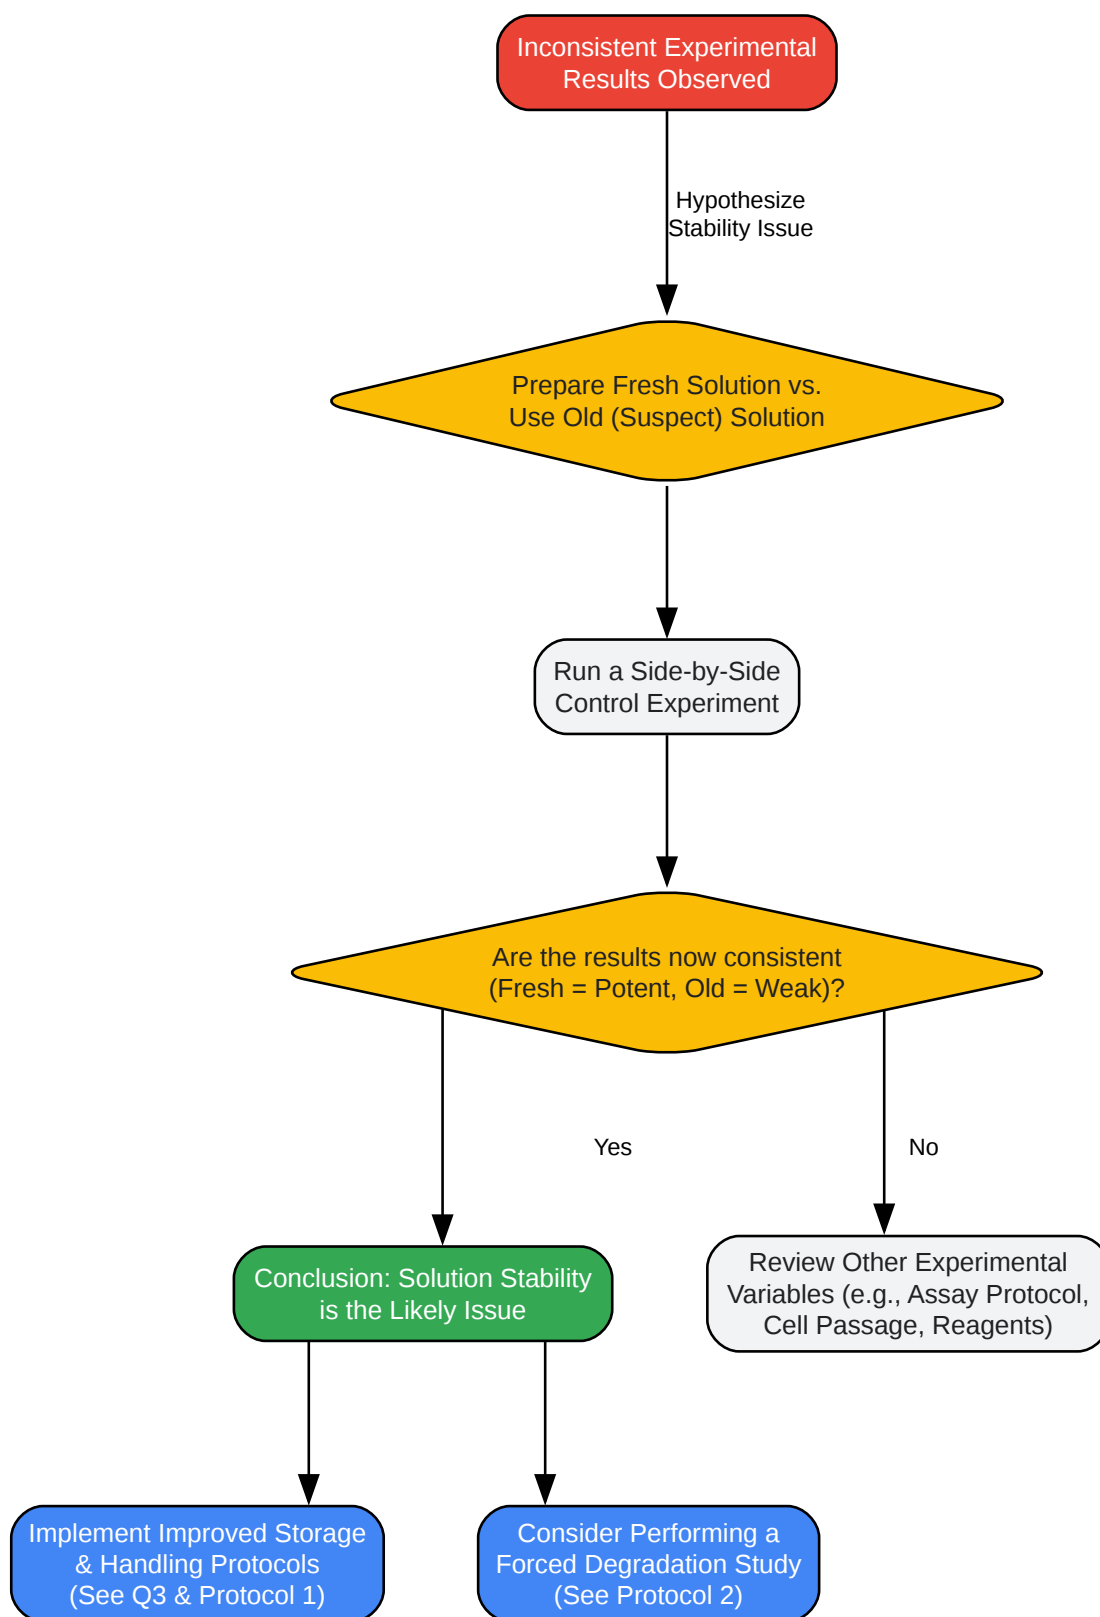 Inconsistent Experimental
Results Observed
Hypothesize
Stability Issue
Prepare Fresh Solution vs.
Use Old (Suspect) Solution
Run a Side-by-Side
Control Experiment
Are the results now consistent
(Fresh = Potent, Old = Weak)?
Yes
No
Conclusion: Solution Stability
is the Likely Issue
Review Other Experimental
Variables (e.g., Assay Protocol,
Cell Passage, Reagents)
Implement Improved Storage
& Handling Protocols
(See Q3 & Protocol 1)
Consider Performing a
Forced Degradation Study
(See Protocol 2)